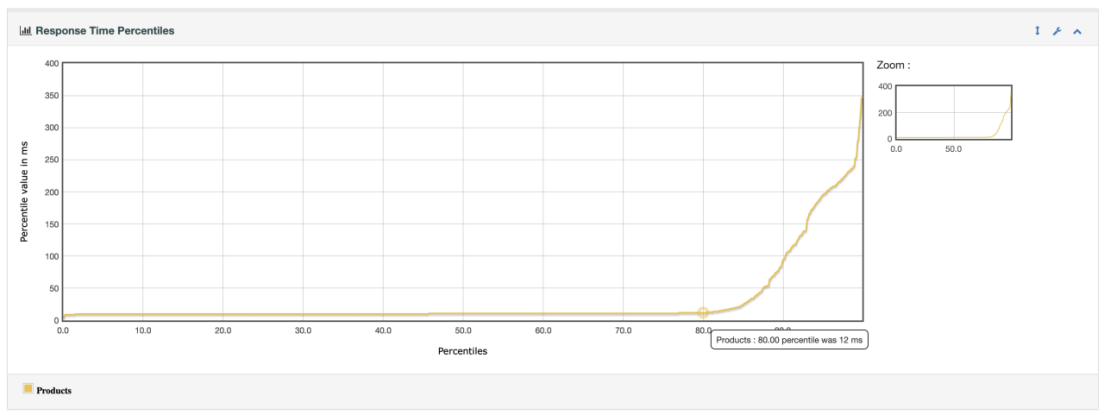 Response Time Percentiles
400
350
300
250
200
150
100
50
0
Percentile value in ms
0.0 10.0 20.0 30.0 40.0 50.0 60.0 70.0 80.0
Products : 80.00 percentile was 12 ms
Percentiles
Zoom :
400
200
0
0.0 50.0
Products